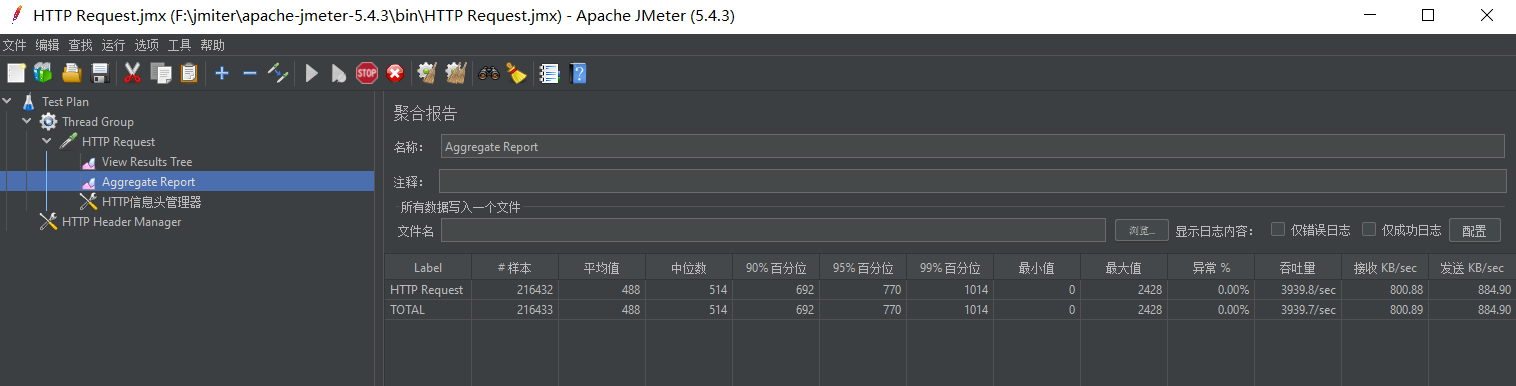 HTTP Request.jmx (F:\jmiter\apache-jmeter-5.4.3\bin\HTTP Request.jmx) - Apache JMeter (5.4.3)
文件 编辑 查找 运行 选项 工具 帮助
STOP
Test Plan
Thread Group
HTTP Request
View Results Tree
Aggregate Report
HTTP信息头管理器
HTTP Header Manager
聚合报告
名称: Aggregate Report
注释:
所有数据写入一个文件
文件名 浏览... 显示日志内容: 仅错误日志 仅成功日志 配置
Label # 样本 平均值 中位数 90% 百分位 95% 百分位 99% 百分位 最小值 最大值 异常 % 吞吐量 接收 KB/sec 发送 KB/sec
HTTP Request 216432 488 514 692 770 1014 0 2428 0.00% 3939.8/sec 800.88 884.90
TOTAL 216433 488 514 692 770 1014 0 2428 0.00% 3939.7/sec 800.89 884.90